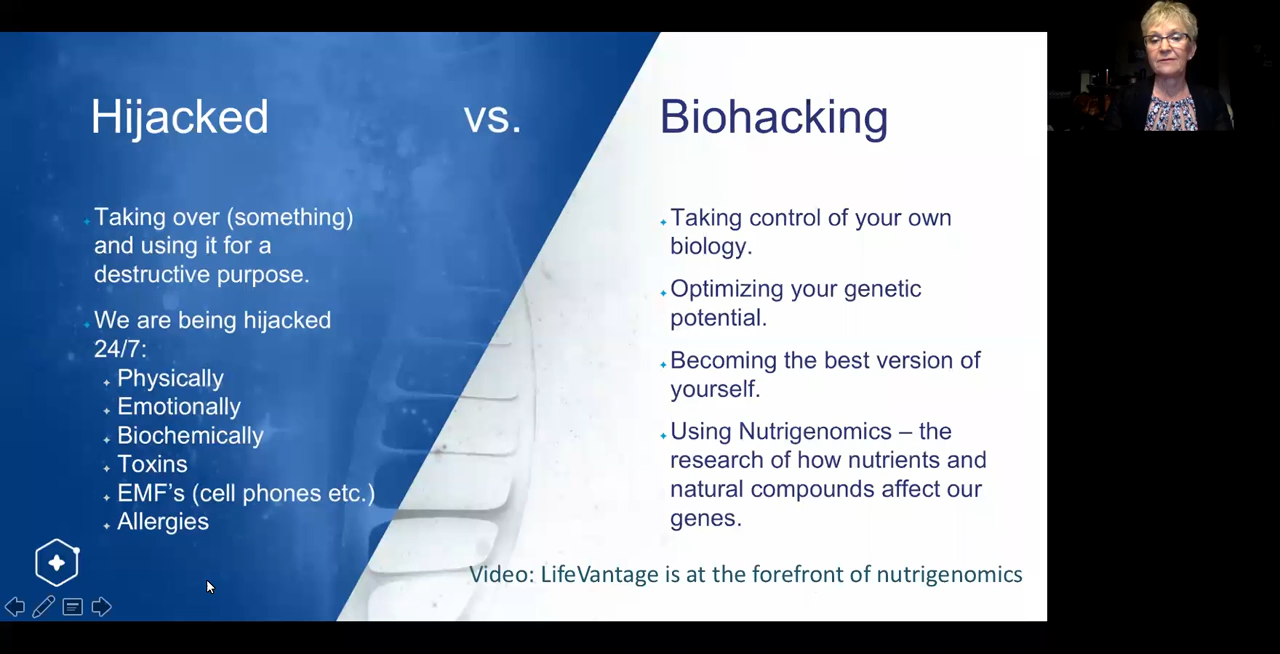 Hijacked vs. Biohacking
Taking over (something)
and using it for a
destructive purpose.
We are being hijacked
24/7:
Physically
Emotionally
Biochemically
Toxins
EMF’s (cell phones etc.)
Allergies
Taking control of your own
biology.
Optimizing your genetic
potential.
Becoming the best version of
yourself.
Using Nutrigenomics – the
research of how nutrients and
natural compounds affect our
genes.
Video: LifeVantage is at the forefront of nutrigenomics